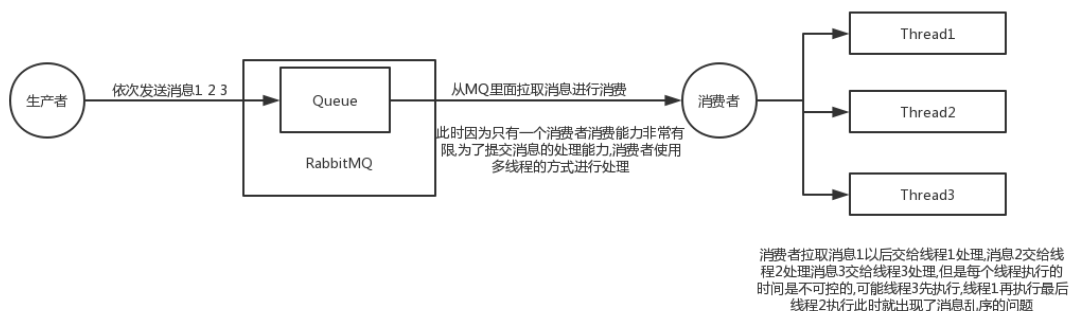 生产者
依次发送消息1 2 3
Queue
RabbitMQ
从MQ里面拉取消息进行消费
此时因为只有一个消费者消费能力非常有
限,为了提交消息的处理能力,消费者使用
多线程的方式进行处理
消费者
Thread1
Thread2
Thread3
消费者拉取消息1以后交给线程1处理,消息2交给线
程2处理消息3交给线程3处理,但是每个线程执行的
时间是不可控的,可能线程3先执行,线程1再执行最后
线程2执行此时就出现了消息乱序的问题